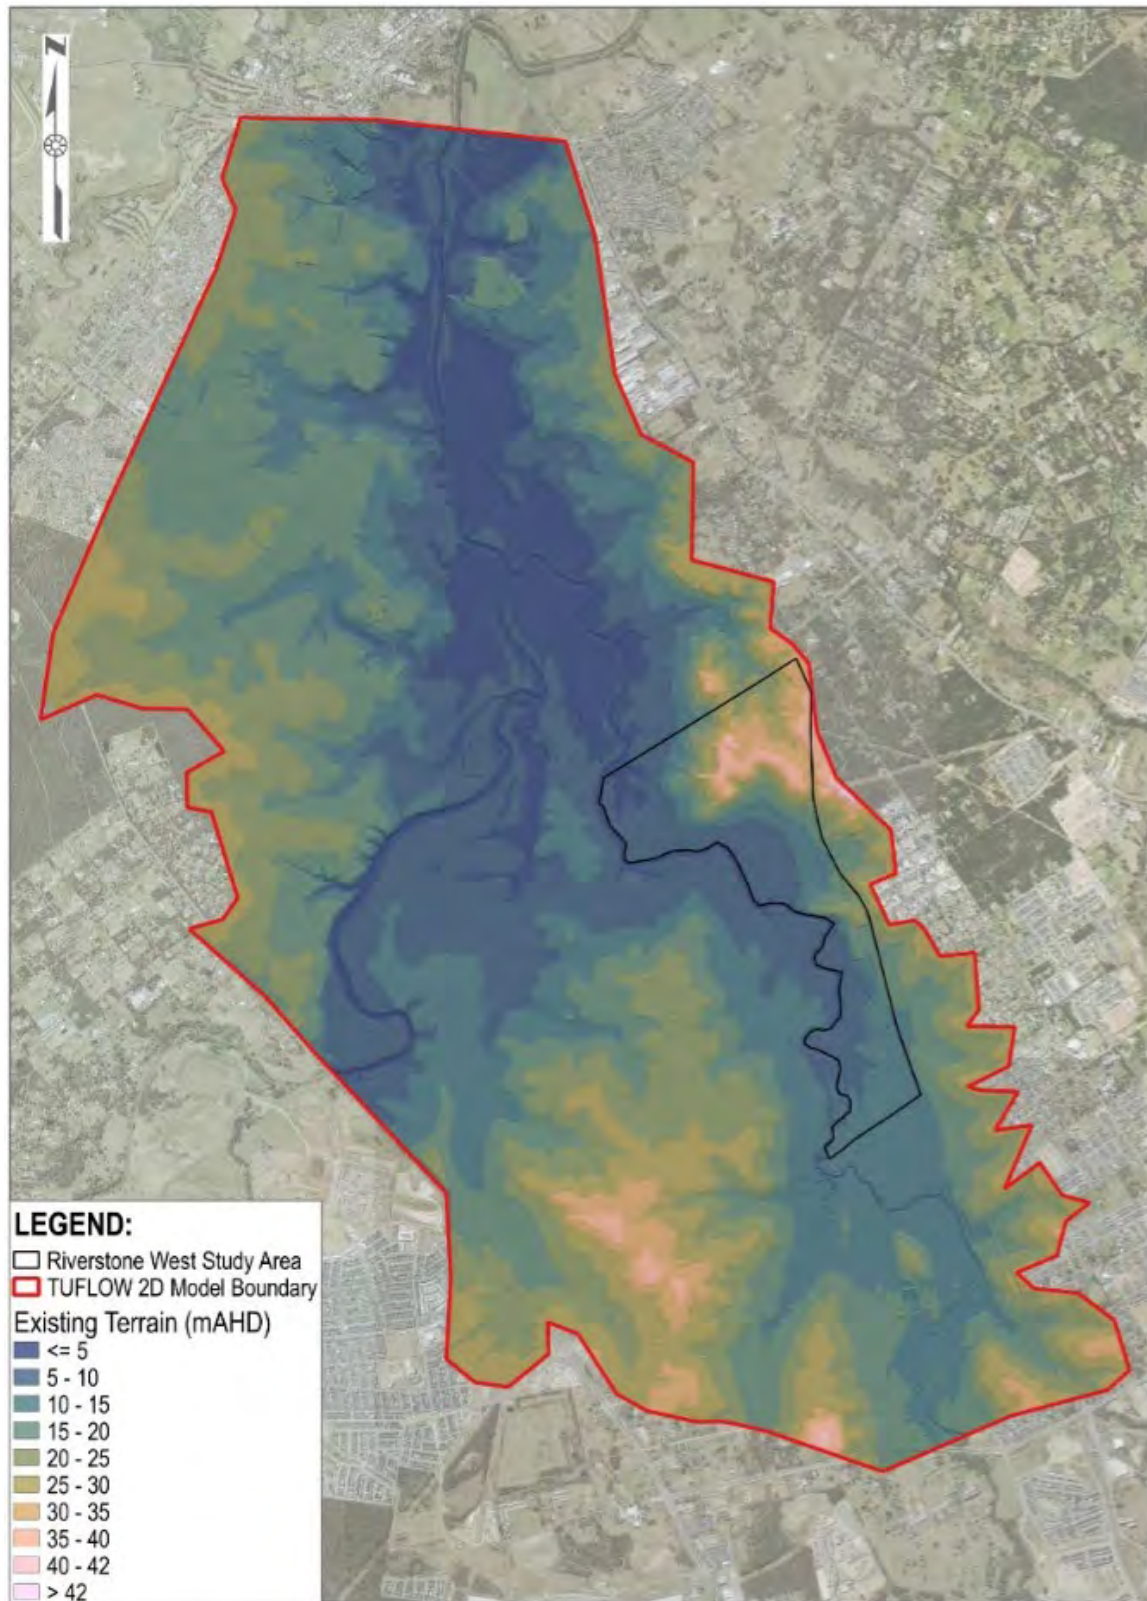 N
LEGEND:
Riverstone West Study Area
TUFLOW 2D Model Boundary
Existing Terrain (mAHD)
<= 5
5 - 10
10 - 15
15 - 20
20 - 25
25 - 30
30 - 35
35 - 40
40 - 42
> 42